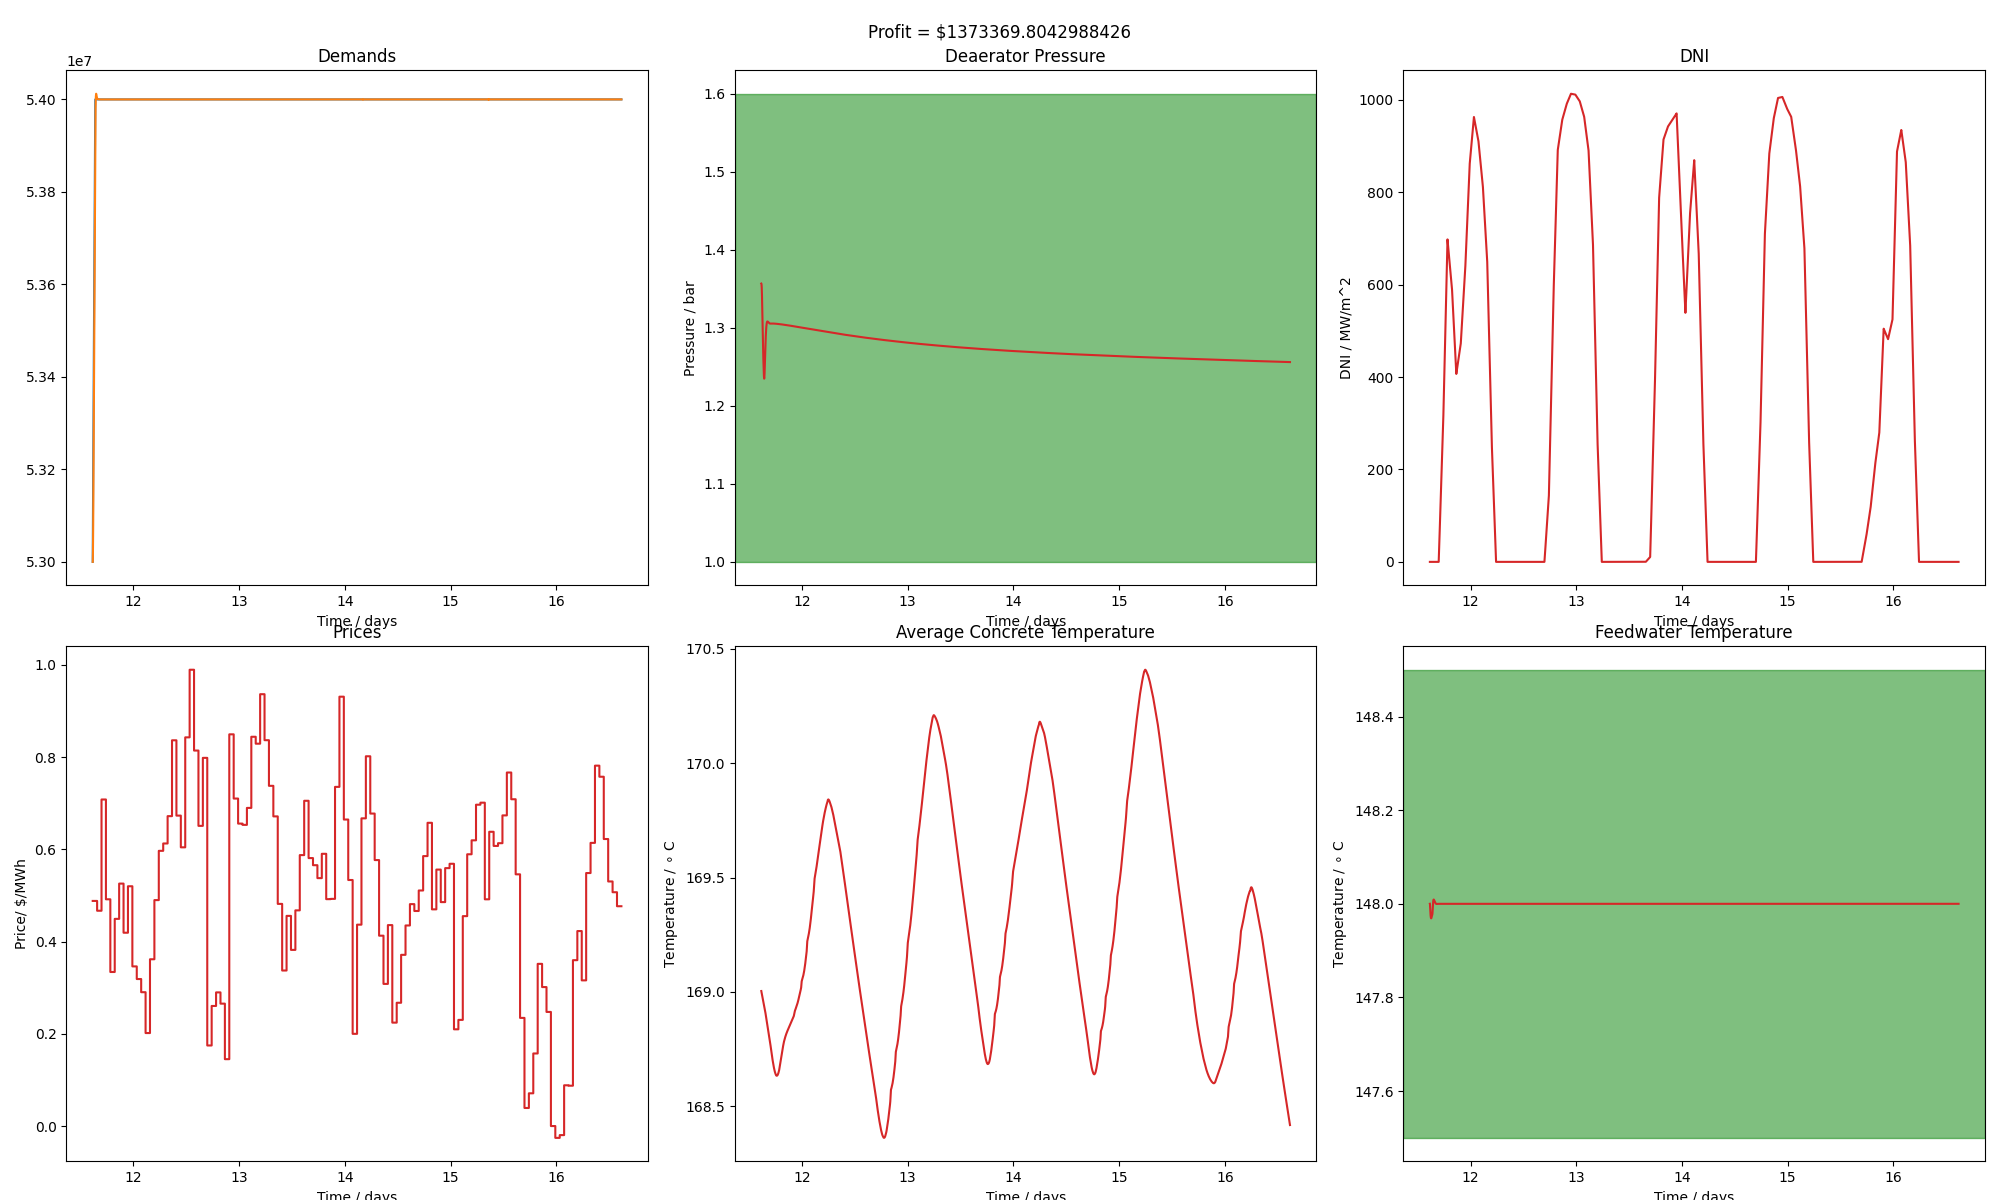 Profit = $1373369.8042988426
Demands
1e7
5.40
5.38
5.36
5.34
5.32
5.30
12 13 14 15 16
Time / days
Deaerator Pressure
Pressure / bar
1.6
1.5
1.4
1.3
1.2
1.1
1.0
12 13 14 15 16
Time / days
DNI
DNI / MW/m^2
1000
800
600
400
200
0
12 13 14 15 16
Time / days
Prices
Price/ $/MWh
1.0
0.8
0.6
0.4
0.2
0.0
12 13 14 15 16
Time / days
Average Concrete Temperature
Temperature / ∘ C
170.5
170.0
169.5
169.0
168.5
12 13 14 15 16
Time / days
Feedwater Temperature
Temperature / ∘ C
148.4
148.2
148.0
147.8
147.6
12 13 14 15 16
Time / days